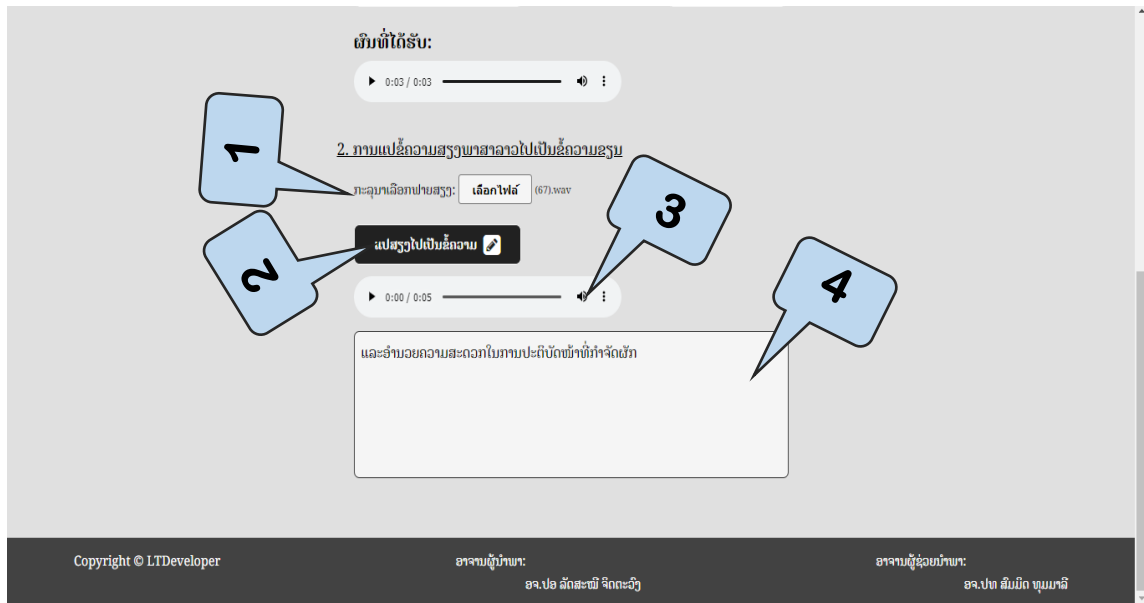 ຜົນທີ່ໄດ້ຮັບ:
0:03 / 0:03
2. ການແປຂໍ້ຄວາມສຽງພາສາລາວໄປເປັນຂໍ້ຄວາມຂຽນ
1
ກະລຸນາເລືອກຟາຍສຽງ: เลือกไฟล์ (67).wav
3
ແປສຽງໄປເປັນຂໍ້ຄວາມ
2
4
0:00 / 0:05
ແລະອຳນວຍຄວາມສະດວກໃນການປະຕິບັດໜ້າທີ່ກຳຈັດຜັກ
Copyright © LTDeveloper
ອາຈານຜູ້ນຳພາ:
ອາຈານຜູ້ຊ່ວຍນຳພາ:
ອຈ.ປອ ລັດສະໝີ ຈິດຕະວົງ
ອຈ.ປທ ສົມມິດ ທຸມມາລີ